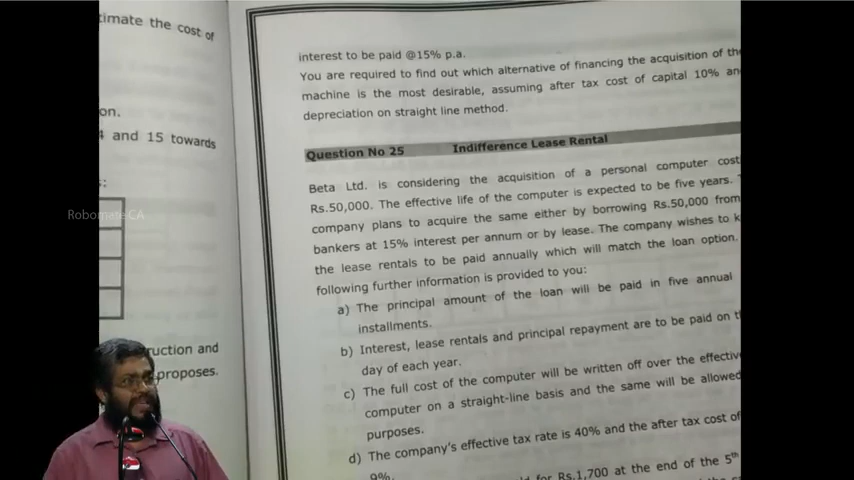 timate the cost of
on.
4 and 15 towards
:
ruction and
proposes.
Robomate CA
interest to be paid @15% p.a.
You are required to find out which alternative of financing the acquisition of the
machine is the most desirable, assuming after tax cost of capital 10% an
depreciation on straight line method.
Question No 25 Indifference Lease Rental
Beta Ltd. is considering the acquisition of a personal computer cost
Rs.50,000. The effective life of the computer is expected to be five years.
company plans to acquire the same either by borrowing Rs.50,000 from
bankers at 15% interest per annum or by lease. The company wishes to k
the lease rentals to be paid annually which will match the loan option.
following further information is provided to you:
a) The principal amount of the loan will be paid in five annual
installments.
b) Interest, lease rentals and principal repayment are to be paid on t
day of each year.
c) The full cost of the computer will be written off over the effective
computer on a straight-line basis and the same will be allowed
purposes.
d) The company's effective tax rate is 40% and the after tax cost of
9%.
for Rs.1,700 at the end of the 5th